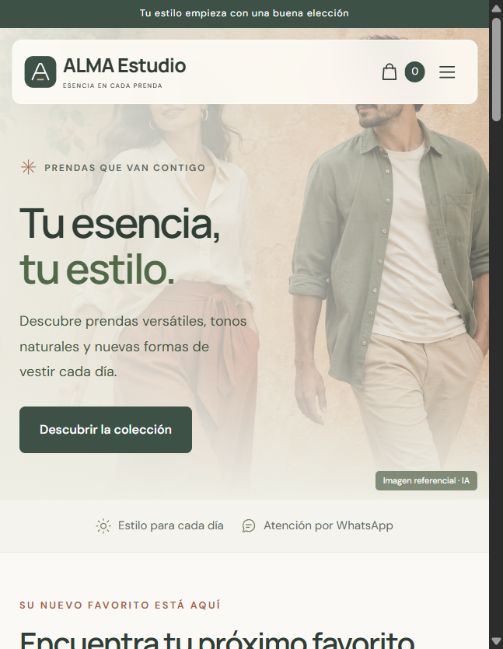 Tu estilo empieza con una buena elección
A
ALMA Estudio
ESENCIA EN CADA PRENDA
0
PRENDAS QUE VAN CONTIGO
Tu esencia,
tu estilo.
Descubre prendas versátiles, tonos
naturales y nuevas formas de
vestir cada día.
Descubrir la colección
Imagen referencial · IA
Estilo para cada día
Atención por WhatsApp
SU NUEVO FAVORITO ESTÁ AQUÍ
Encuentra tu próximo favorito